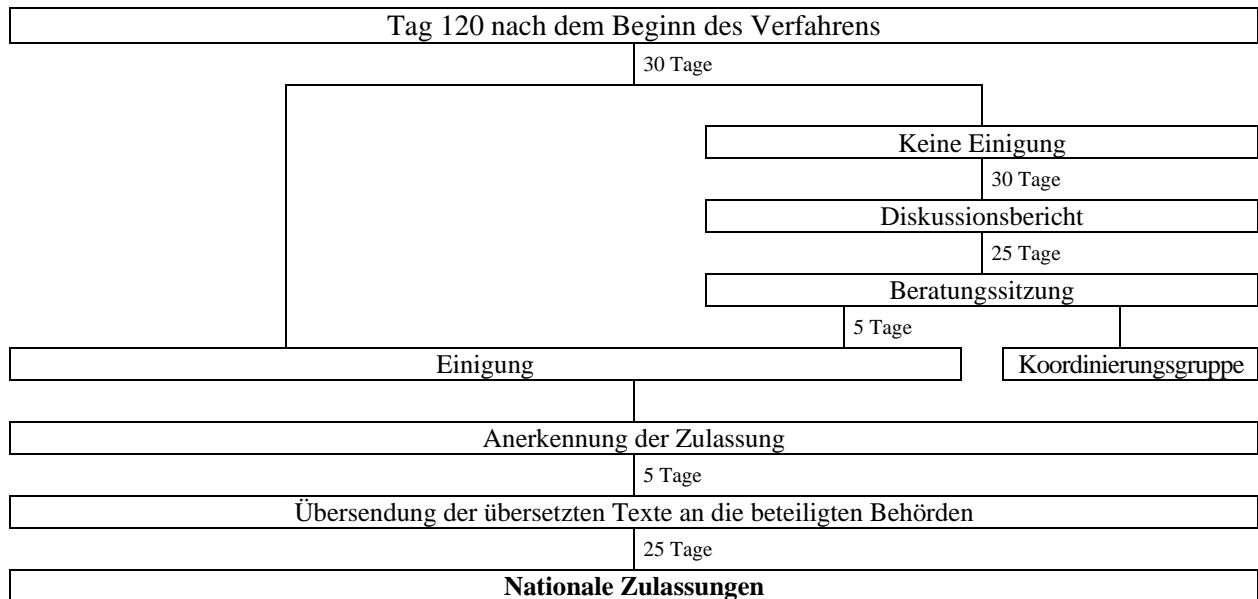 Tag 120 nach dem Beginn des Verfahrens
30 Tage
Keine Einigung
30 Tage
Diskussionsbericht
25 Tage
Beratungssitzung
5 Tage
Einigung
Koordinierungsgruppe
Anerkennung der Zulassung
5 Tage
Übersendung der übersetzten Texte an die beteiligten Behörden
25 Tage
Nationale Zulassungen